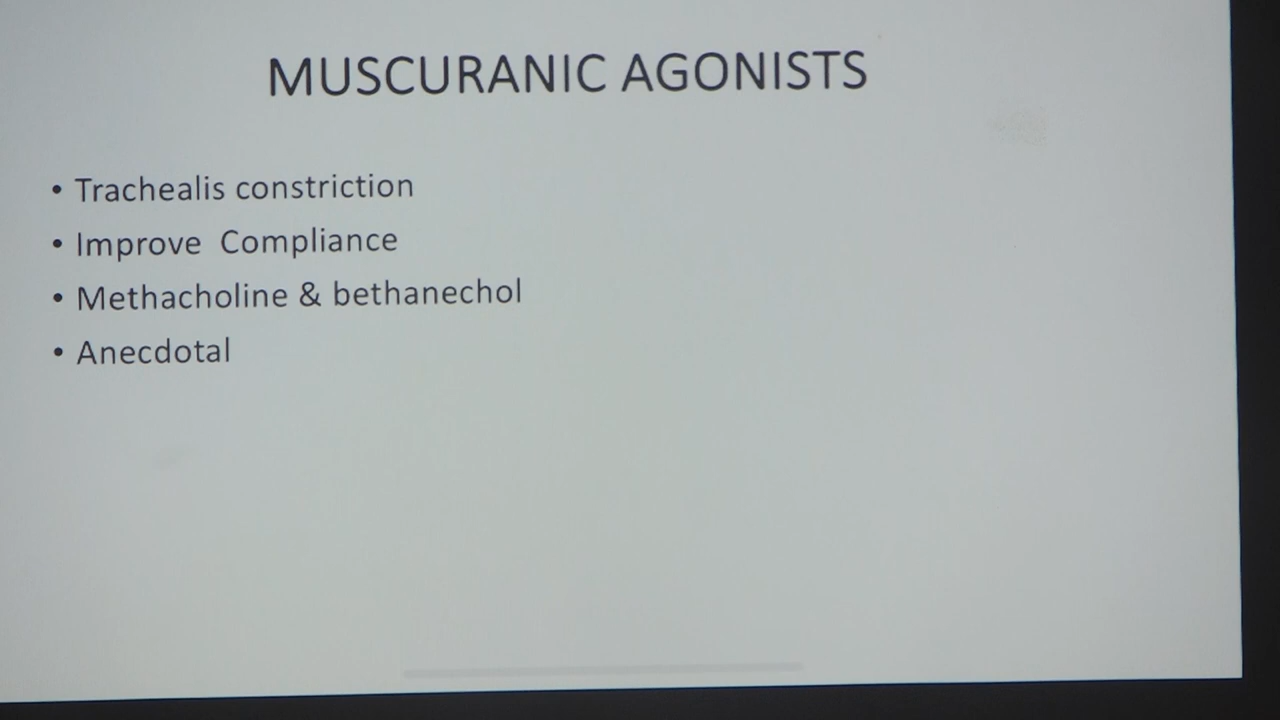 MUSCURANIC AGONISTS
• Trachealis constriction
• Improve Compliance
• Methacholine & bethanechol
• Anecdotal